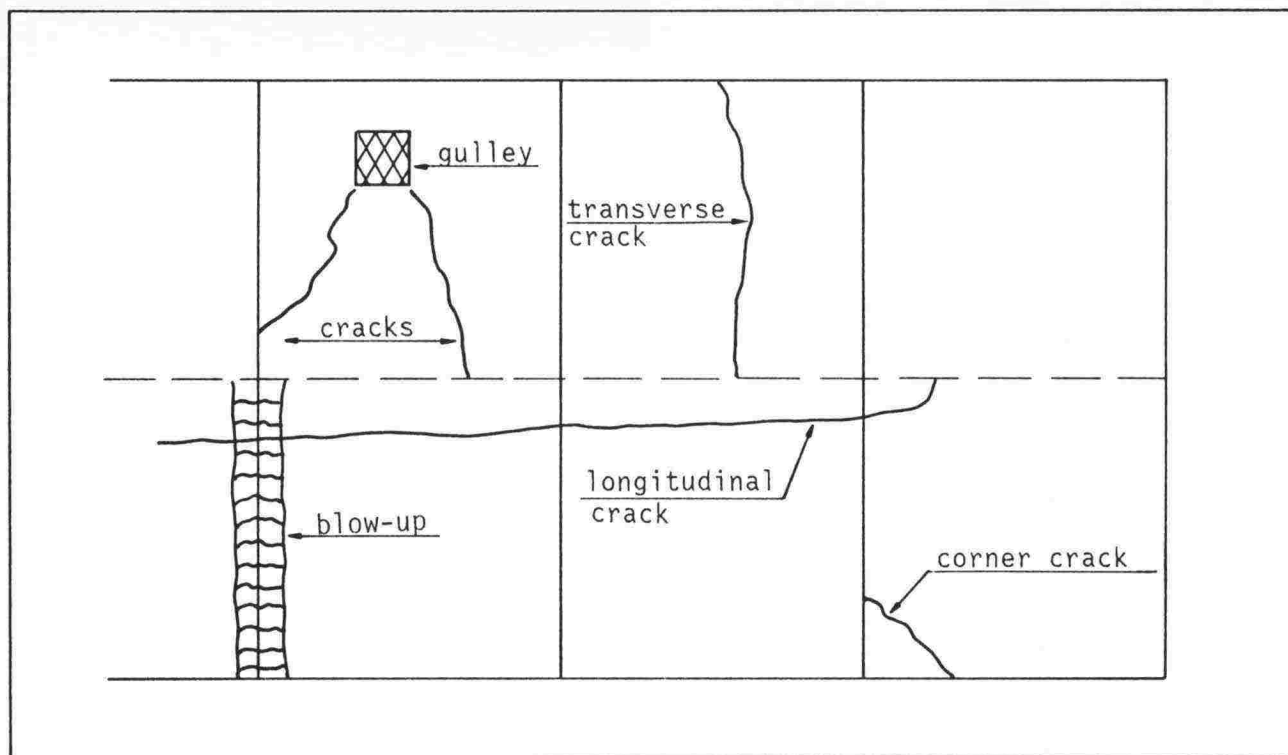 gulley
transverse
crack
cracks
longitudinal
crack
blow-up
corner crack